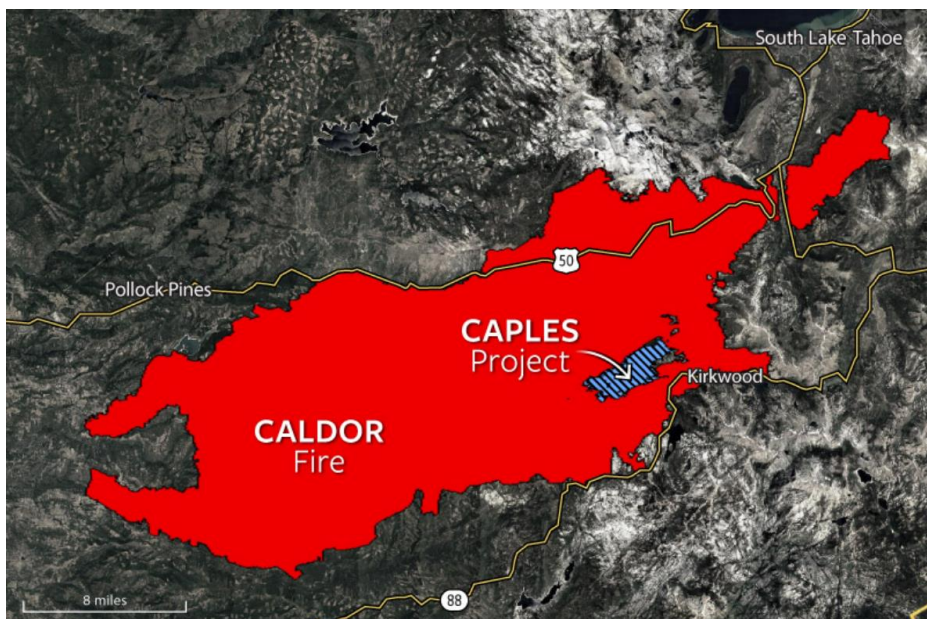 South Lake Tahoe
50
Pollock Pines
CAPLES
Project
Kirkwood
CALDOR
Fire
8 miles
88